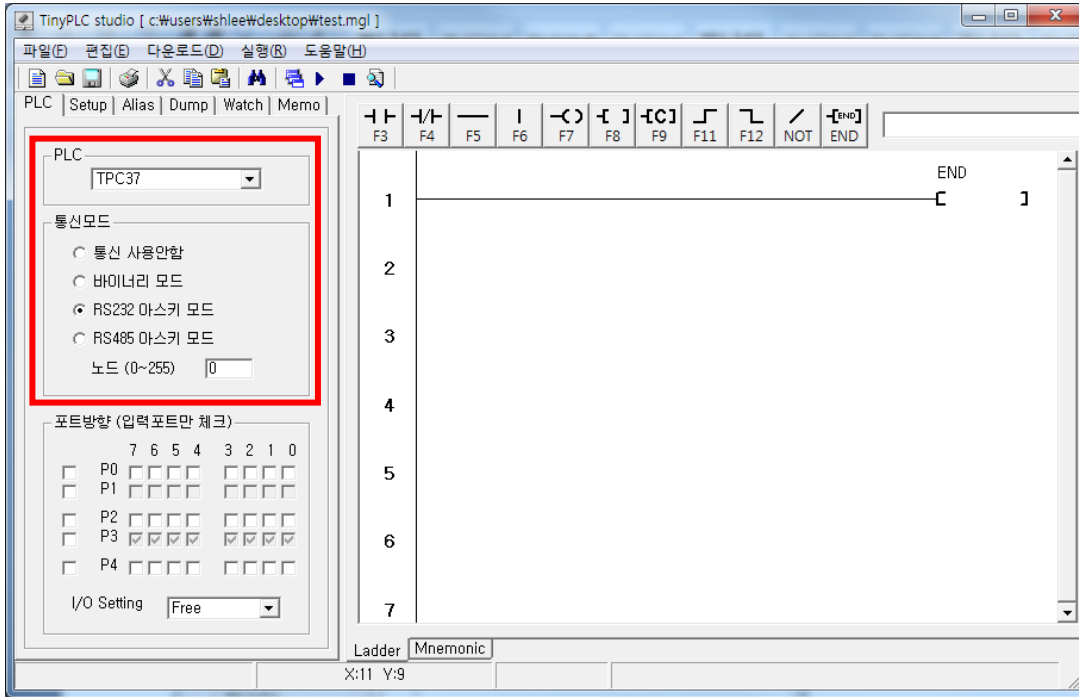 TinyPLC studio [ c:₩users₩shlee₩desktop₩test.mgl ]
파일(F) 편집(E) 다운로드(D) 실행(R) 도움말(H)
PLC Setup Alias Dump Watch Memo
PLC
TPC37
통신모드
통신 사용안함
바이너리 모드
RS232 아스키 모드
RS485 아스키 모드
노드 (0~255) 0
포트방향 (입력포트만 체크)
7 6 5 4 3 2 1 0
P0
P1
P2
P3
P4
I/O Setting Free
F3 F4 F5 F6 F7 F8 F9 F11 F12 NOT END
END
1
2
3
4
5
6
7
Ladder Mnemonic
X:11 Y:9